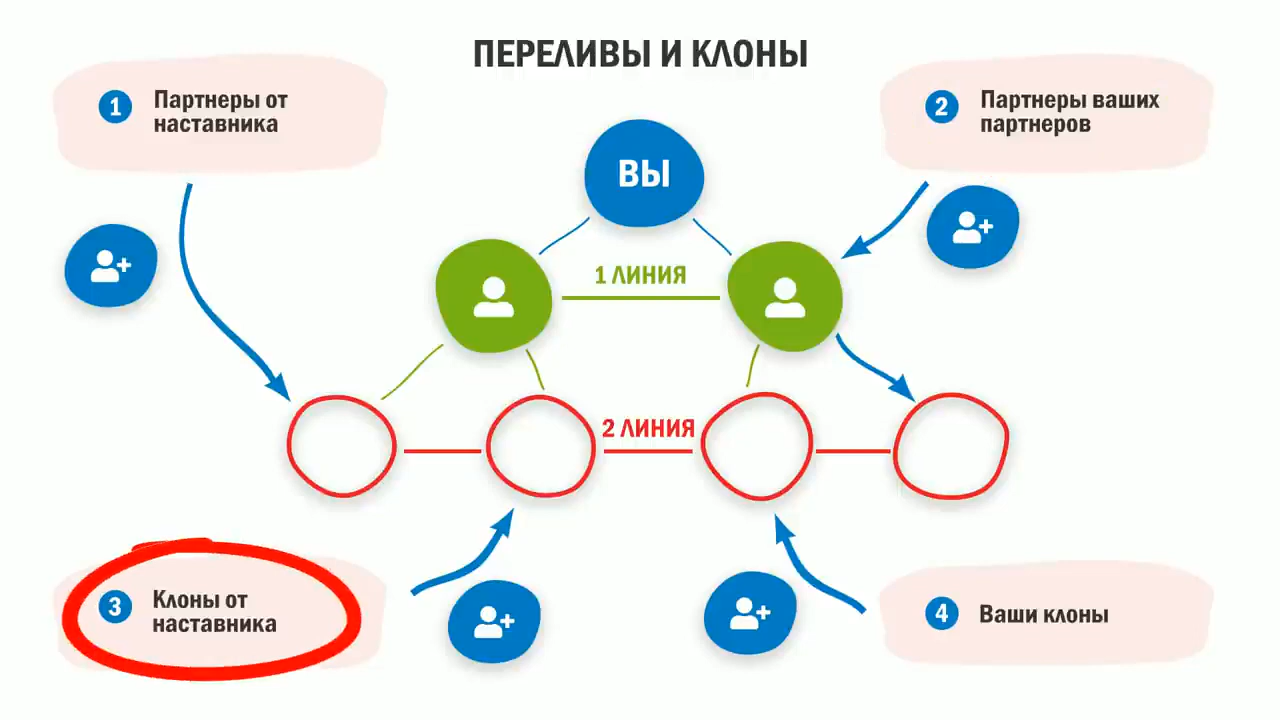 ПЕРЕЛИВЫ И КЛОНЫ
1
Партнеры от
наставника
2
Партнеры ваших
партнеров
ВЫ
1 ЛИНИЯ
2 ЛИНИЯ
3
Клоны от
наставника
4
Ваши клоны